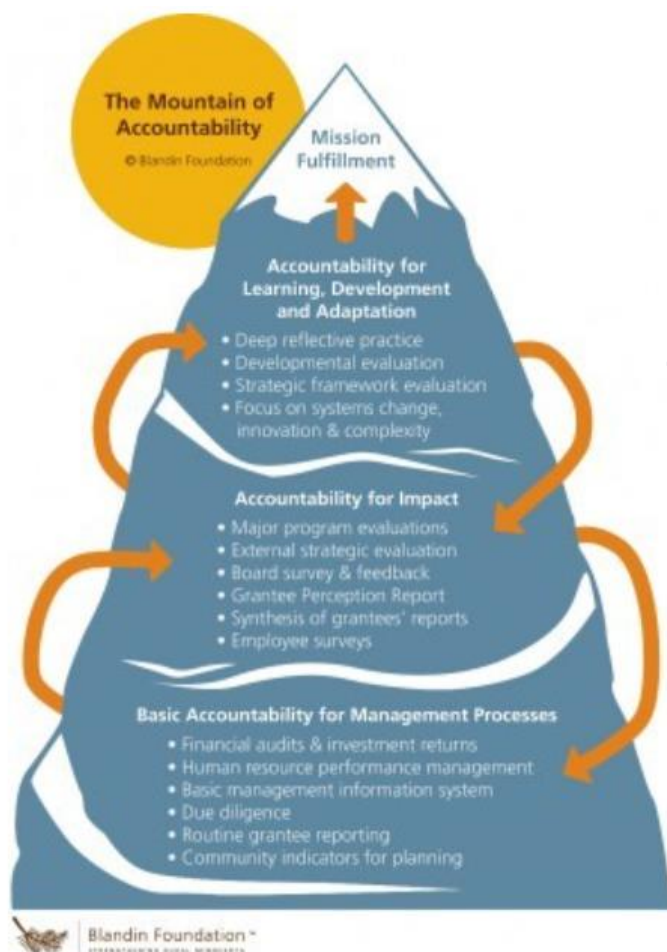 The Mountain of
Accountability
© Blandin Foundation
Mission
Fulfillment
Accountability for
Learning, Development
and Adaptation
• Deep reflective practice
• Developmental evaluation
• Strategic framework evaluation
• Focus on systems change,
innovation & complexity
Accountability for Impact
• Major program evaluations
• External strategic evaluation
• Board survey & feedback
• Grantee Perception Report
• Synthesis of grantees' reports
• Employee surveys
Basic Accountability for Management Processes
• Financial audits & investment returns
• Human resource performance management
• Basic management information system
• Due diligence
• Routine grantee reporting
• Community indicators for planning
Blandin Foundation™
STRENGTHENING RURAL MINNESOTA